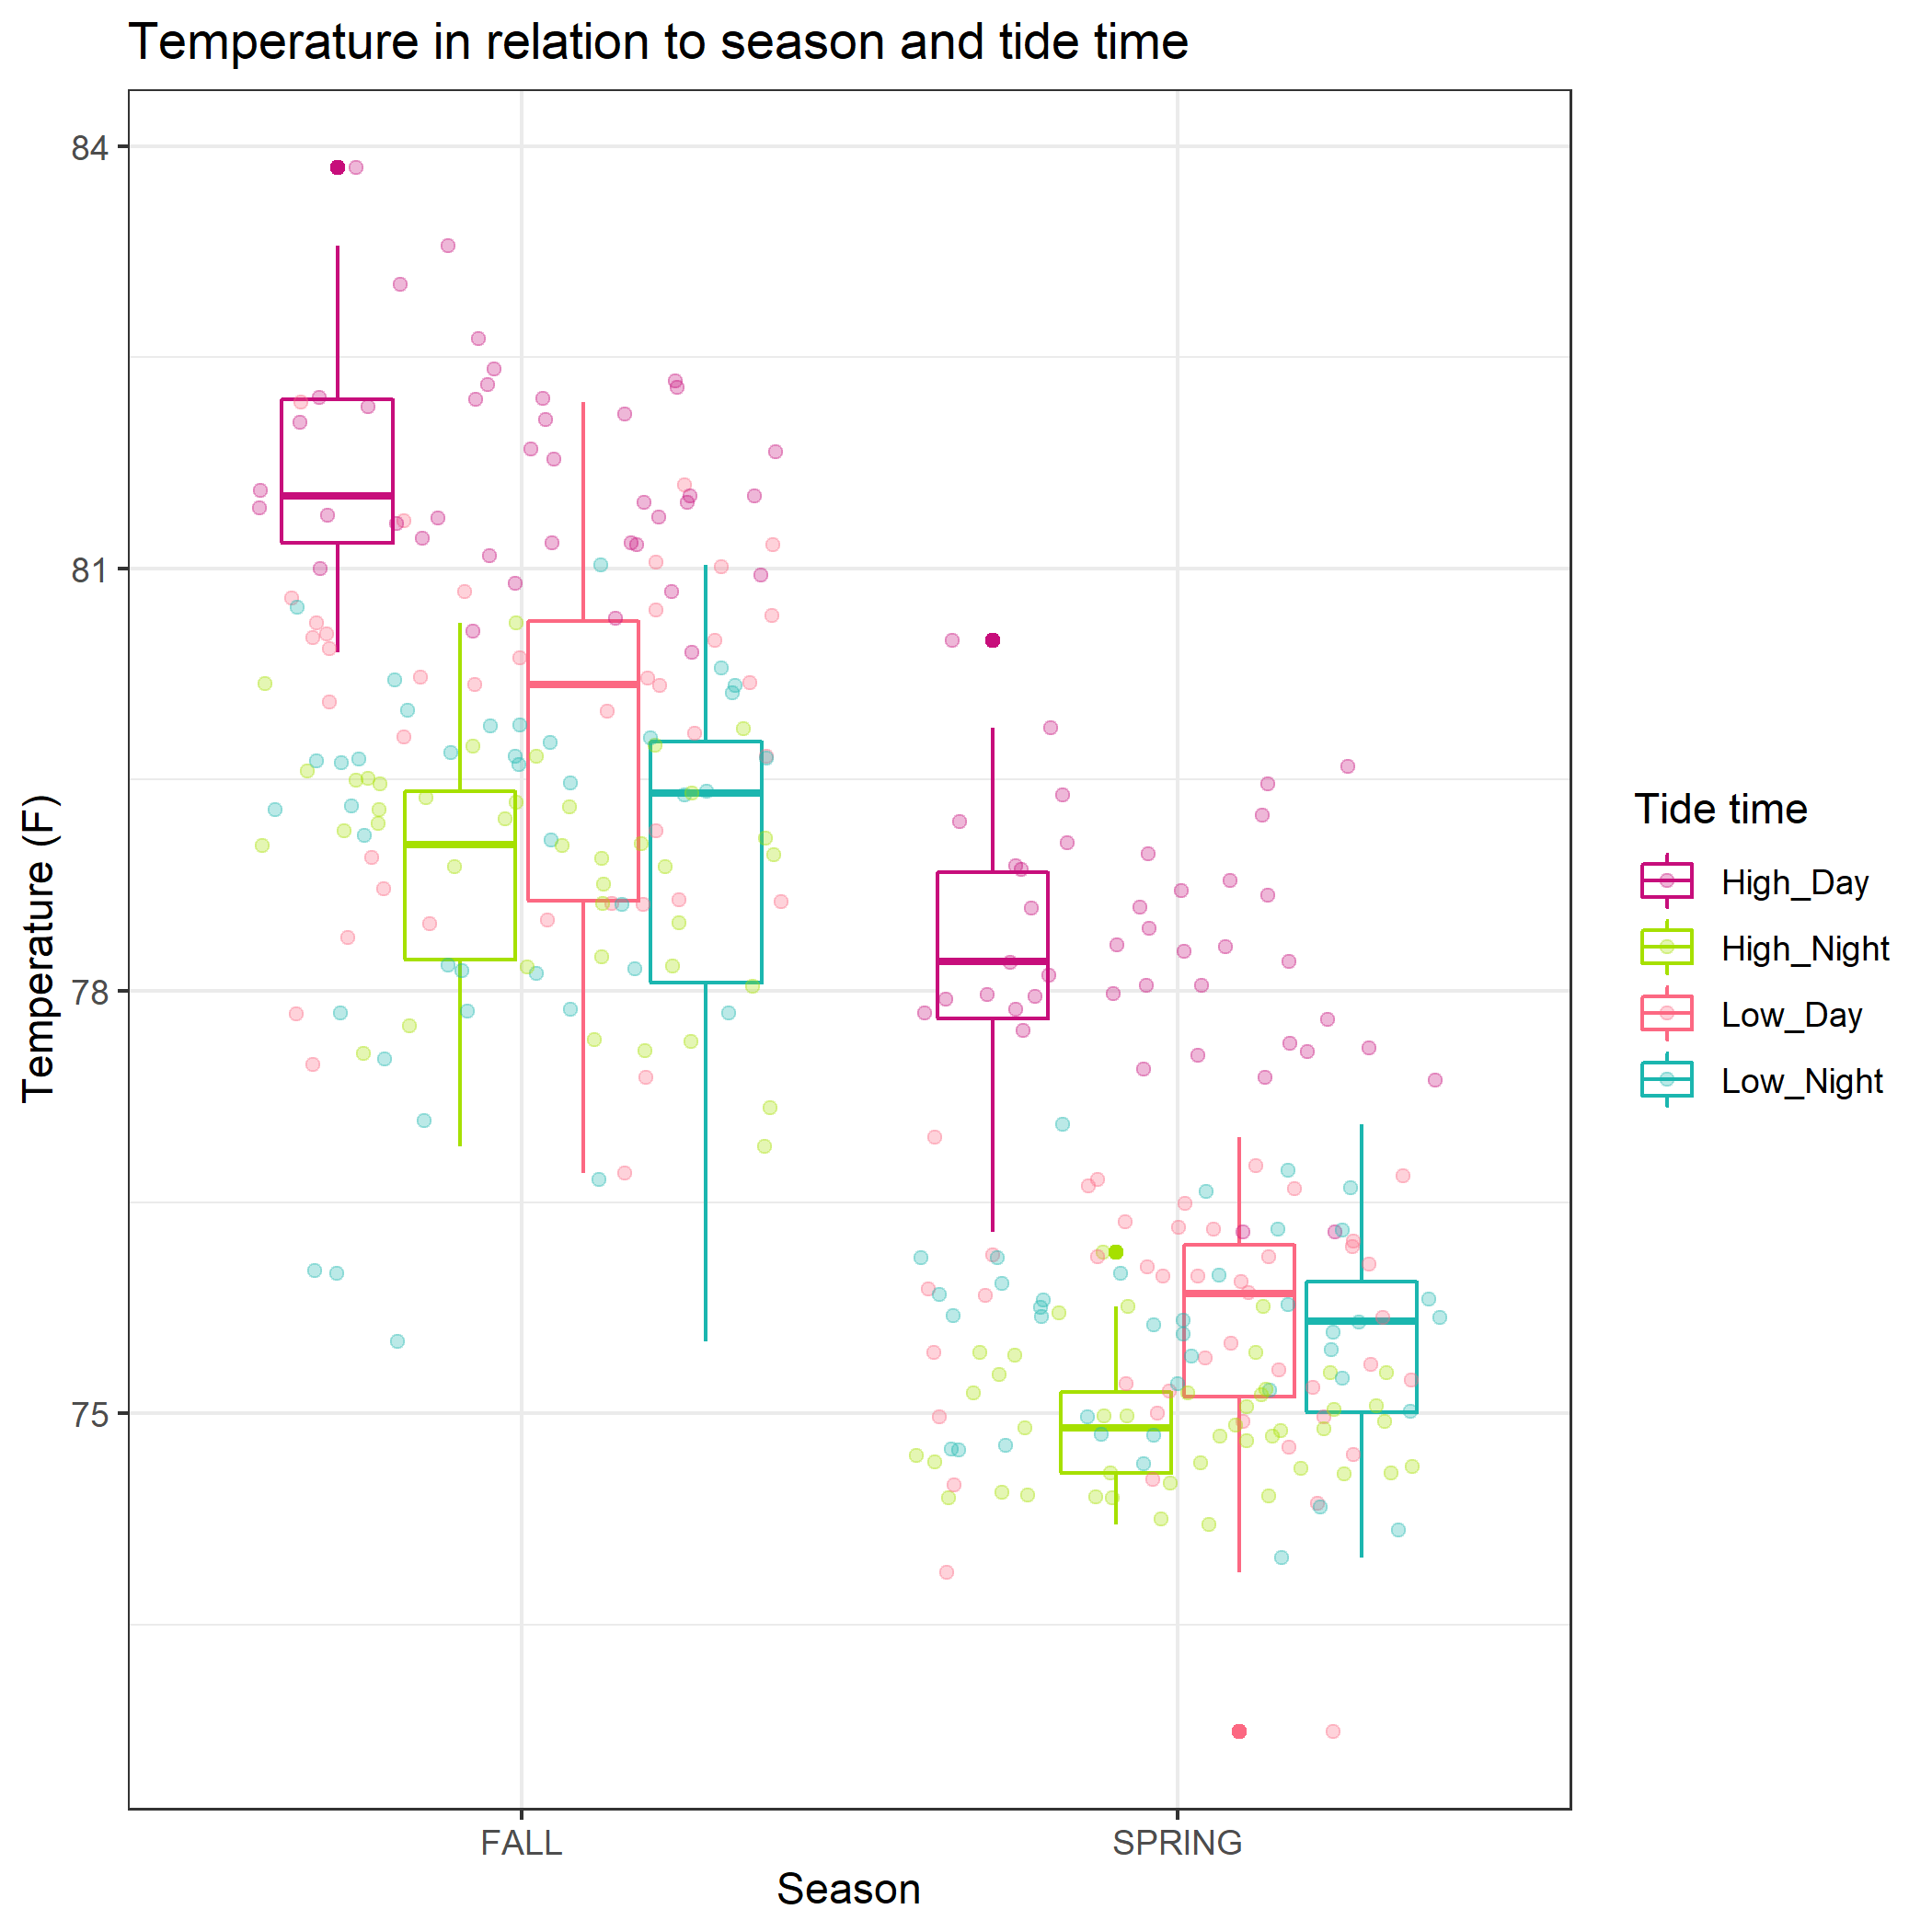 Temperature in relation to season and tide time
84
81
78
75
Temperature (F)
FALL
SPRING
Season
Tide time
High_Day
High_Night
Low_Day
Low_Night